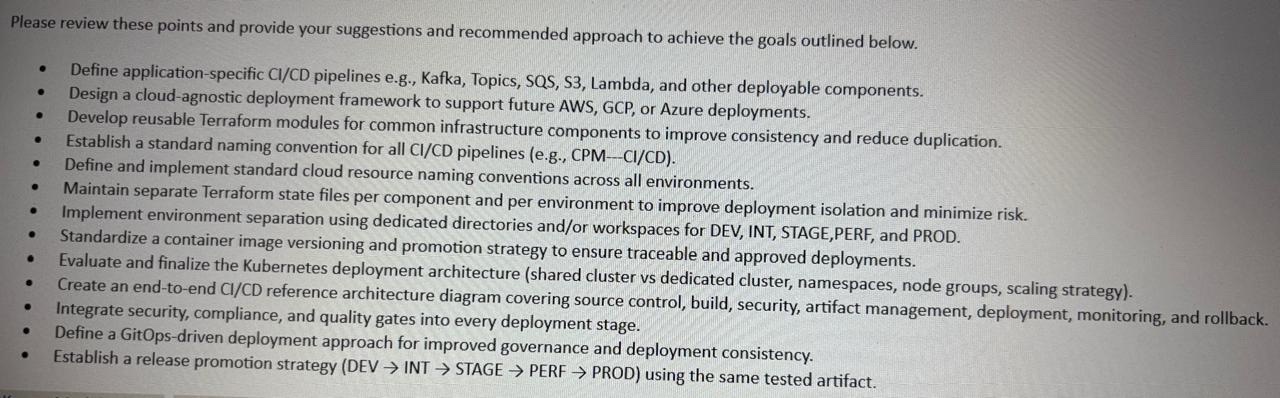 Please review these points and provide your suggestions and recommended approach to achieve the goals outlined below.
• Define application-specific CI/CD pipelines e.g., Kafka, Topics, SQS, S3, Lambda, and other deployable components.
• Design a cloud-agnostic deployment framework to support future AWS, GCP, or Azure deployments.
• Develop reusable Terraform modules for common infrastructure components to improve consistency and reduce duplication.
• Establish a standard naming convention for all CI/CD pipelines (e.g., CPM---CI/CD).
• Define and implement standard cloud resource naming conventions across all environments.
• Maintain separate Terraform state files per component and per environment to improve deployment isolation and minimize risk.
• Implement environment separation using dedicated directories and/or workspaces for DEV, INT, STAGE,PERF, and PROD.
• Standardize a container image versioning and promotion strategy to ensure traceable and approved deployments.
• Evaluate and finalize the Kubernetes deployment architecture (shared cluster vs dedicated cluster, namespaces, node groups, scaling strategy).
• Create an end-to-end CI/CD reference architecture diagram covering source control, build, security, artifact management, deployment, monitoring, and rollback.
• Integrate security, compliance, and quality gates into every deployment stage.
• Define a GitOps-driven deployment approach for improved governance and deployment consistency.
• Establish a release promotion strategy (DEV → INT → STAGE → PERF → PROD) using the same tested artifact.